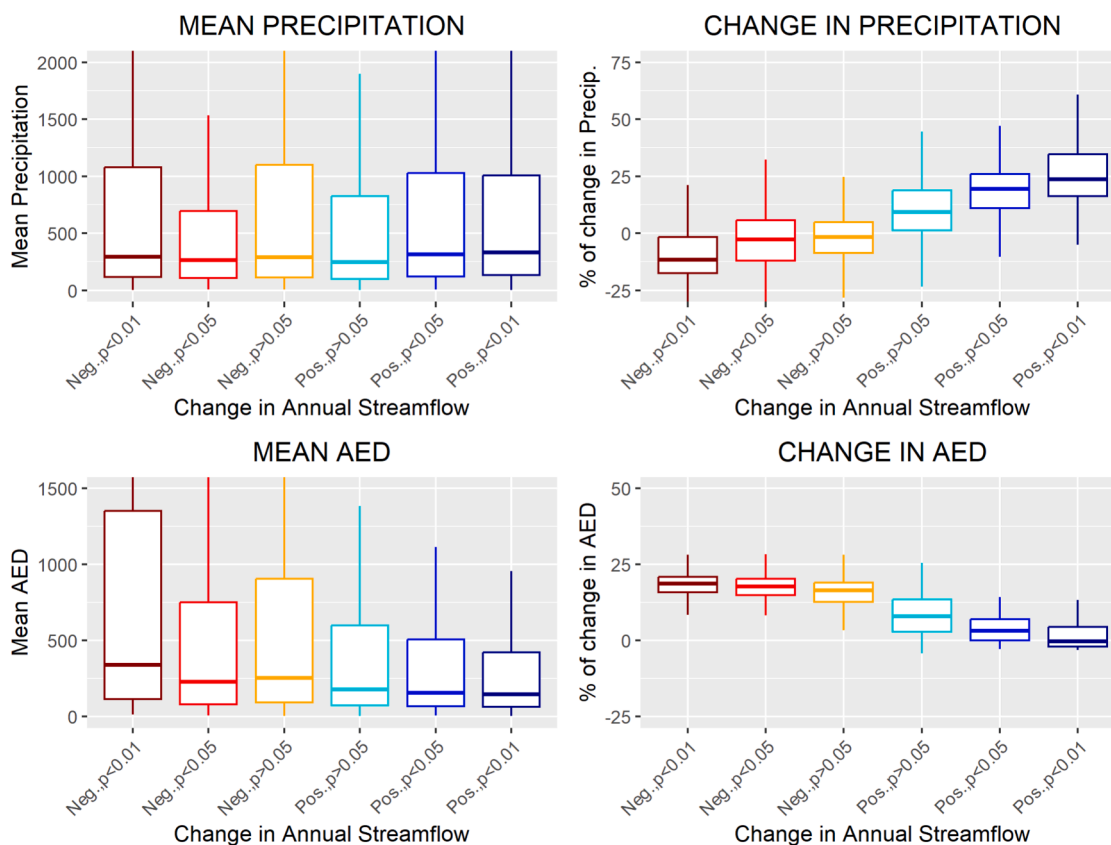 MEAN PRECIPITATION
Mean Precipitation
2000
1500
1000
500
0
Neg.,p<0.01
Neg.,p<0.05
Neg.,p>0.05
Pos.,p>0.05
Pos.,p<0.05
Pos.,p<0.01
Change in Annual Streamflow
CHANGE IN PRECIPITATION
% of change in Precip.
75
50
25
0
-25
Neg.,p<0.01
Neg.,p<0.05
Neg.,p>0.05
Pos.,p>0.05
Pos.,p<0.05
Pos.,p<0.01
Change in Annual Streamflow
MEAN AED
Mean AED
1500
1000
500
0
Neg.,p<0.01
Neg.,p<0.05
Neg.,p>0.05
Pos.,p>0.05
Pos.,p<0.05
Pos.,p<0.01
Change in Annual Streamflow
CHANGE IN AED
% of change in AED
50
25
0
-25
Neg.,p<0.01
Neg.,p<0.05
Neg.,p>0.05
Pos.,p>0.05
Pos.,p<0.05
Pos.,p<0.01
Change in Annual Streamflow